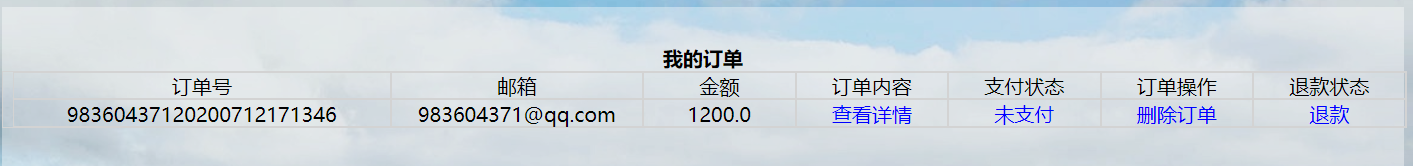 我的订单
订单号 邮箱 金额 订单内容 支付状态 订单操作 退款状态
98360437120200712171346 983604371@qq.com 1200.0 查看详情 未支付 删除订单 退款